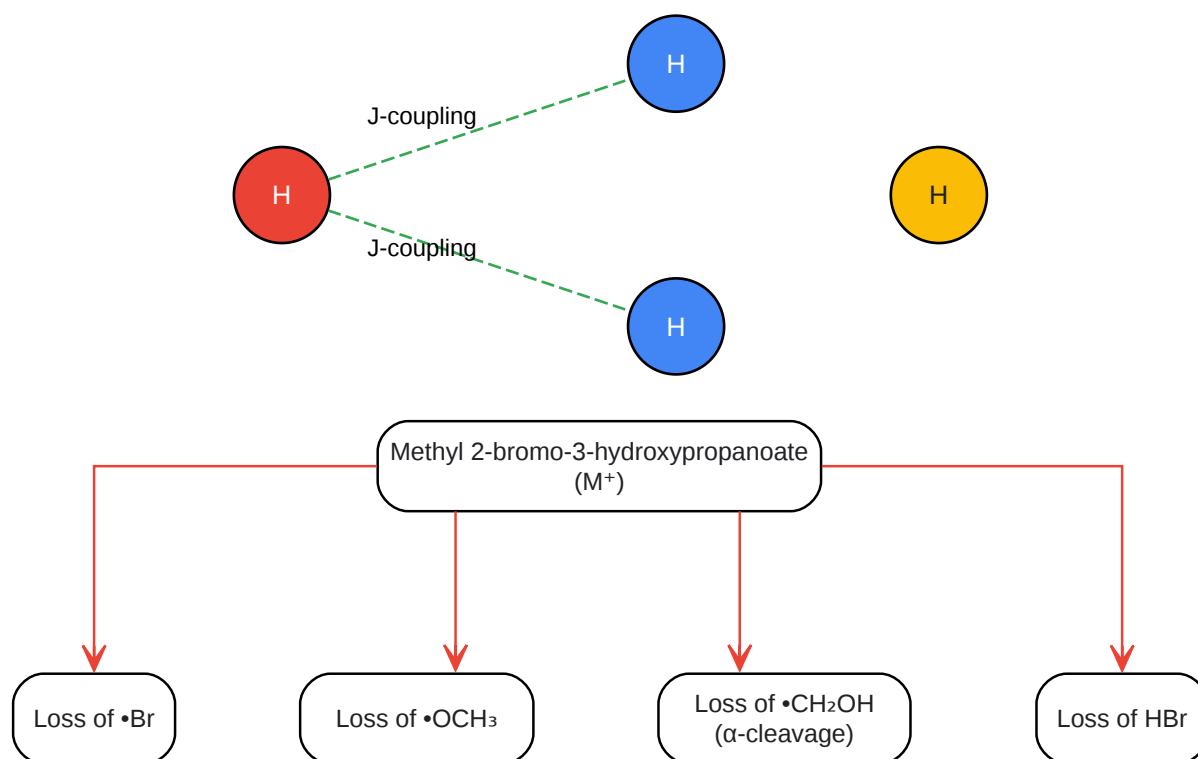 H
J-coupling
H
H
J-coupling
H
Methyl 2-bromo-3-hydroxypropanoate
(M⁺)
Loss of •Br
Loss of •OCH₃
Loss of •CH₂OH
(α-cleavage)
Loss of HBr